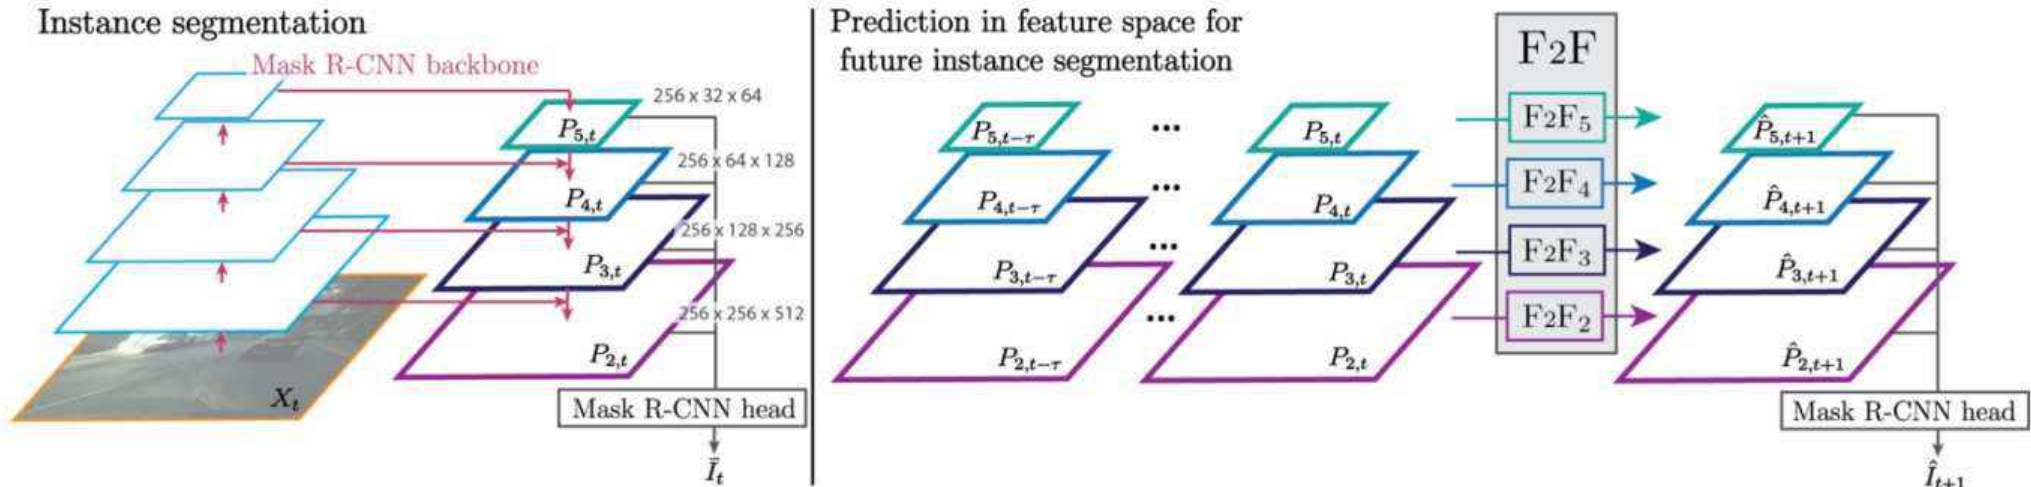 Instance segmentation
Mask R-CNN backbone
256 x 32 x 64
P5,t
256 x 64 x 128
P4,t
256 x 128 x 256
P3,t
256 x 256 x 512
P2,t
Xt
Mask R-CNN head
Īt
Prediction in feature space for
future instance segmentation
P5,t−τ
...
P5,t
P4,t−τ
...
P4,t
P3,t−τ
...
P3,t
P2,t−τ
...
P2,t
F2F
F2F5
F2F4
F2F3
F2F2
P̂5,t+1
P̂4,t+1
P̂3,t+1
P̂2,t+1
Mask R-CNN head
Ît+1